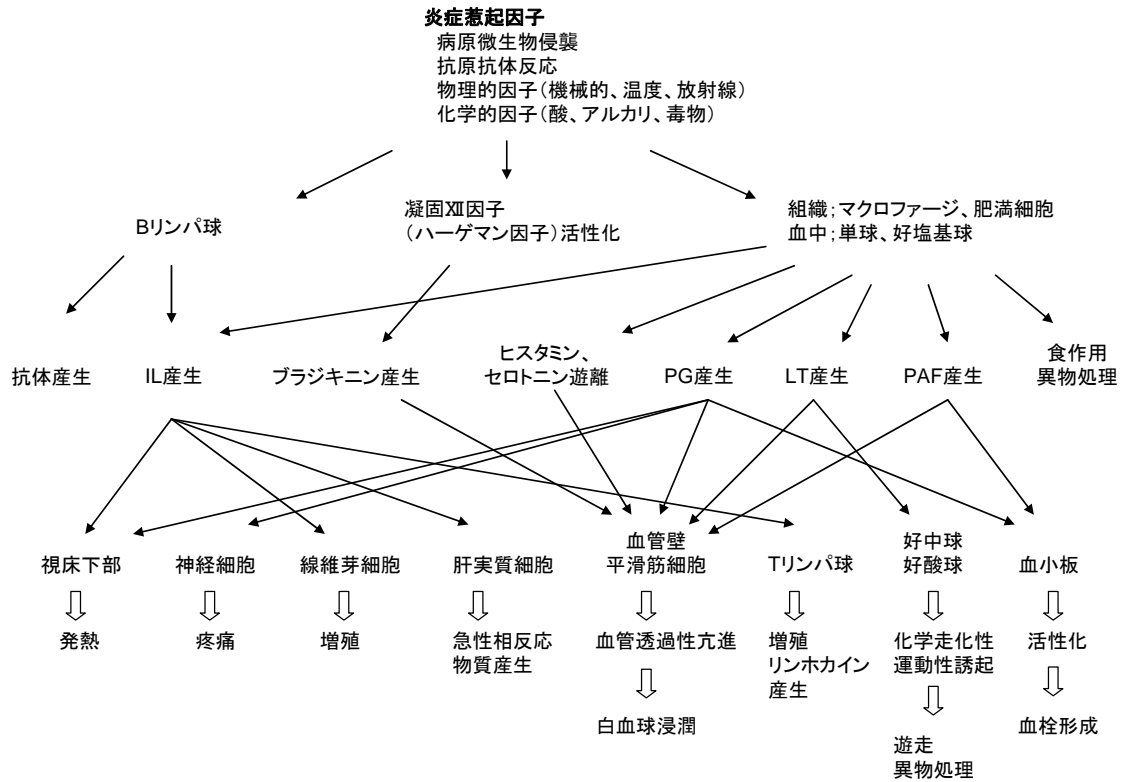 炎症惹起因子
病原微生物侵襲
抗原抗体反応
物理的因子(機械的、温度、放射線)
化学的因子(酸、アルカリ、毒物)
Bリンパ球
凝固Ⅻ因子
(ハーゲマン因子)活性化
組織;マクロファージ、肥満細胞
血中;単球、好塩基球
抗体産生
IL産生
ブラジキニン産生
ヒスタミン、
セロトニン遊離
PG産生
LT産生
PAF産生
食作用
異物処理
視床下部
神経細胞
線維芽細胞
肝実質細胞
血管壁
平滑筋細胞
Tリンパ球
好中球
好酸球
血小板
発熱
疼痛
増殖
急性相反応
物質産生
血管透過性亢進
増殖
リンホカイン
産生
化学走化性
運動性誘起
活性化
白血球浸潤
遊走
異物処理
血栓形成